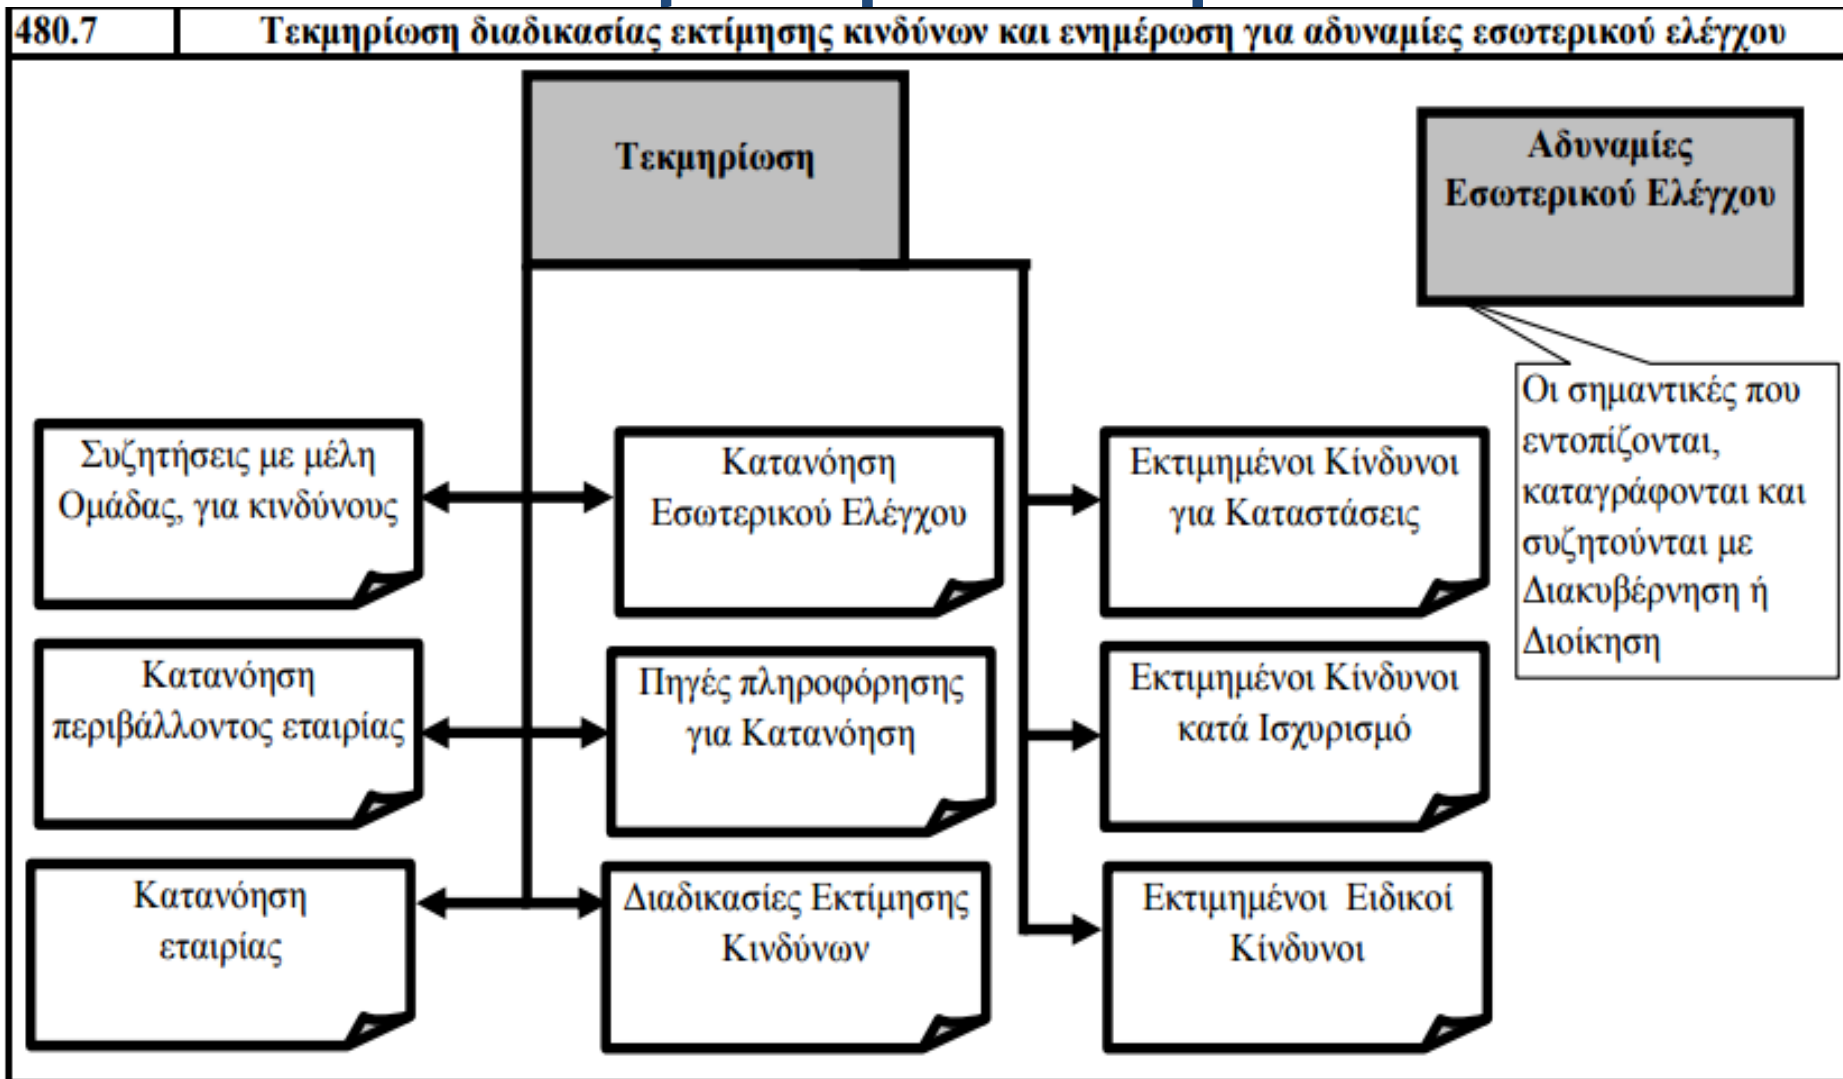 480.7 Τεκμηρίωση διαδικασίας εκτίμησης κινδύνων και ενημέρωση για αδυναμίες εσωτερικού ελέγχου
Τεκμηρίωση
Αδυναμίες
Εσωτερικού Ελέγχου
Οι σημαντικές που
εντοπίζονται,
καταγράφονται και
συζητούνται με
Διακυβέρνηση ή
Διοίκηση
Συζητήσεις με μέλη
Ομάδας, για κινδύνους
Κατανόηση
Εσωτερικού Ελέγχου
Εκτιμημένοι Κίνδυνοι
για Καταστάσεις
Κατανόηση
περιβάλλοντος εταιρίας
Πηγές πληροφόρησης
για Κατανόηση
Εκτιμημένοι Κίνδυνοι
κατά Ισχυρισμό
Κατανόηση
εταιρίας
Διαδικασίες Εκτίμησης
Κινδύνων
Εκτιμημένοι Ειδικοί
Κίνδυνοι